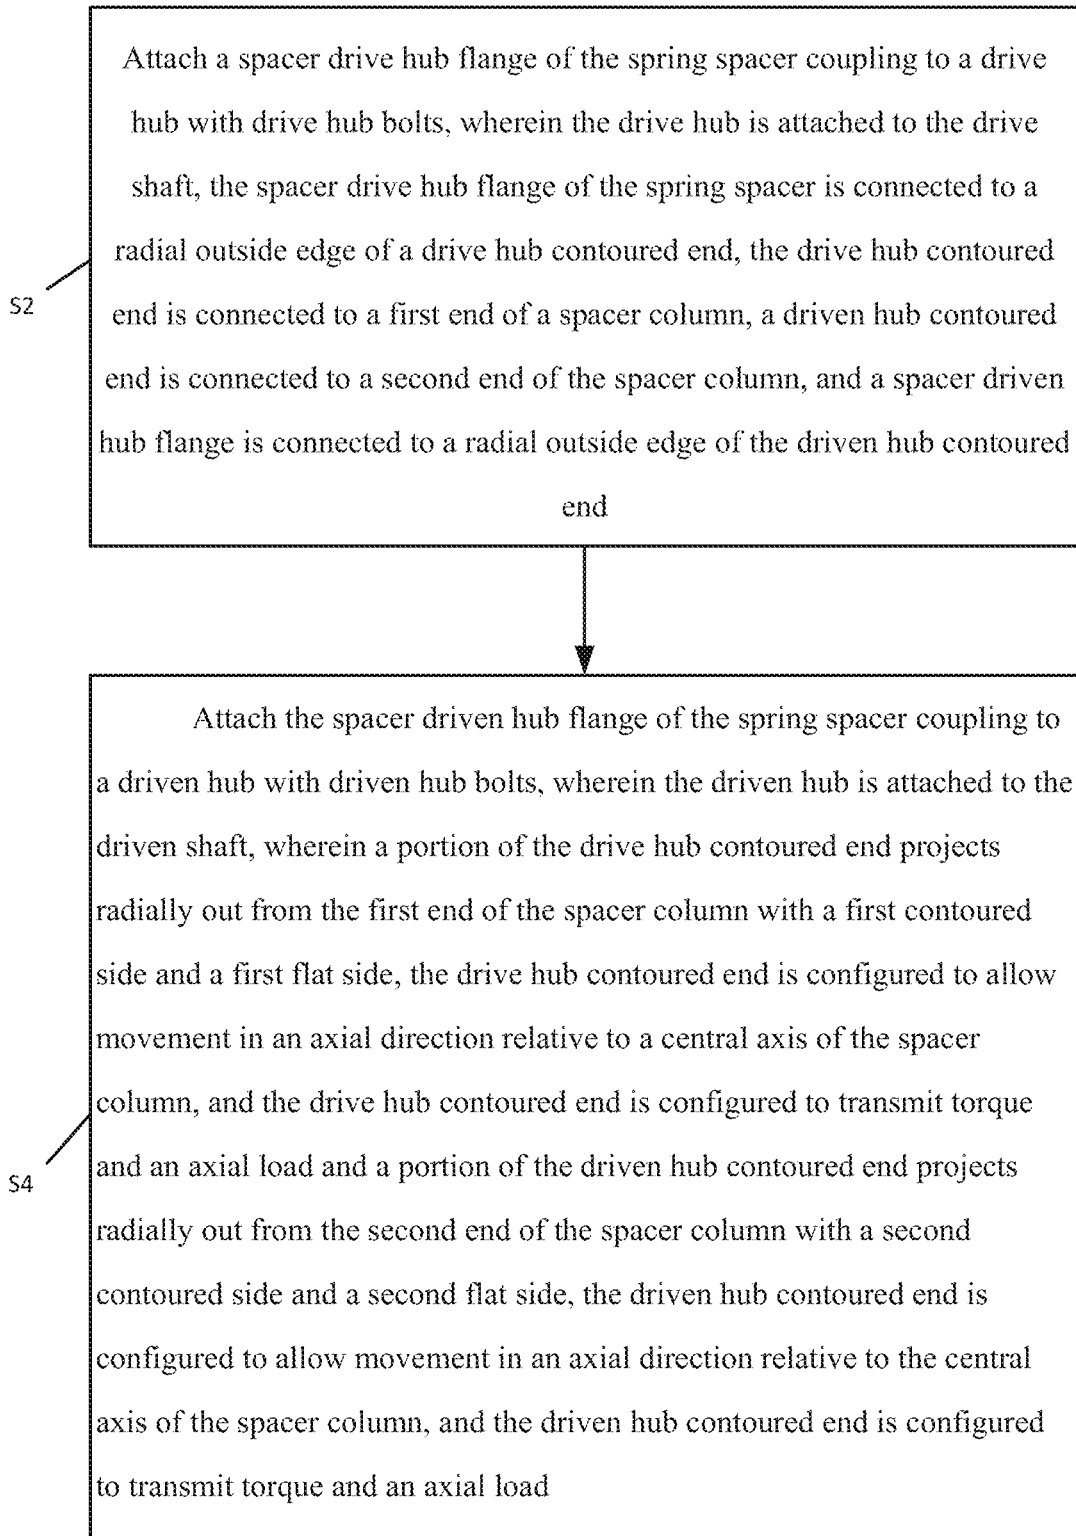 Attach a spacer drive hub flange of the spring spacer coupling to a drive
hub with drive hub bolts, wherein the drive hub is attached to the drive
shaft, the spacer drive hub flange of the spring spacer is connected to a
radial outside edge of a drive hub contoured end, the drive hub contoured
S2
end is connected to a first end of a spacer column, a driven hub contoured
end is connected to a second end of the spacer column, and a spacer driven
hub flange is connected to a radial outside edge of the driven hub contoured
end
Attach the spacer driven hub flange of the spring spacer coupling to
a driven hub with driven hub bolts, wherein the driven hub is attached to the
driven shaft, wherein a portion of the drive hub contoured end projects
radially out from the first end of the spacer column with a first contoured
side and a first flat side, the drive hub contoured end is configured to allow
movement in an axial direction relative to a central axis of the spacer
column, and the drive hub contoured end is configured to transmit torque
and an axial load and a portion of the driven hub contoured end projects
S4
radially out from the second end of the spacer column with a second
contoured side and a second flat side, the driven hub contoured end is
configured to allow movement in an axial direction relative to the central
axis of the spacer column, and the driven hub contoured end is configured
to transmit torque and an axial load